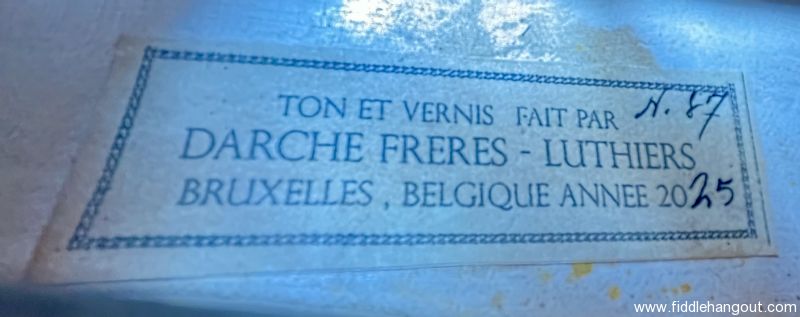 TON ET VERNIS FAIT PAR N. 87
DARCHE FRERES - LUTHIERS
BRUXELLES, BELGIQUE ANNEE 2025
www.fiddlehangout.com